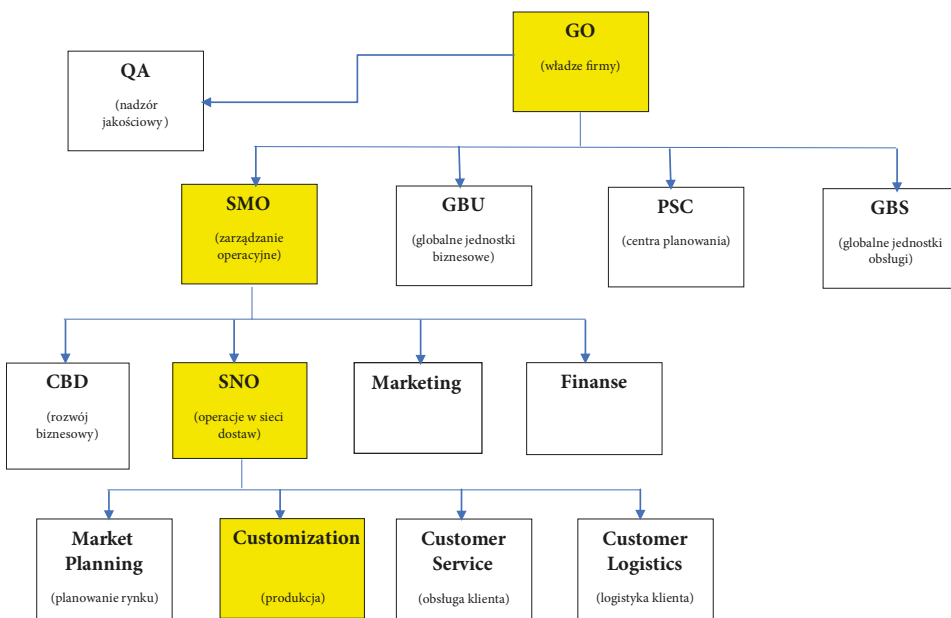 GO
(władze firmy)
QA
(nadzór
jakościowy)
SMO
(zarządzanie
operacyjne)
GBU
(globalne jednostki
biznesowe)
PSC
(centra planowania)
GBS
(globalne jednostki
obsługi)
CBD
(rozwój
biznesowy)
SNO
(operacje w sieci
dostaw)
Marketing
Finanse
Market
Planning
(planowanie rynku)
Customization
(produkcja)
Customer
Service
(obsługa klienta)
Customer
Logistics
(logistyka klienta)